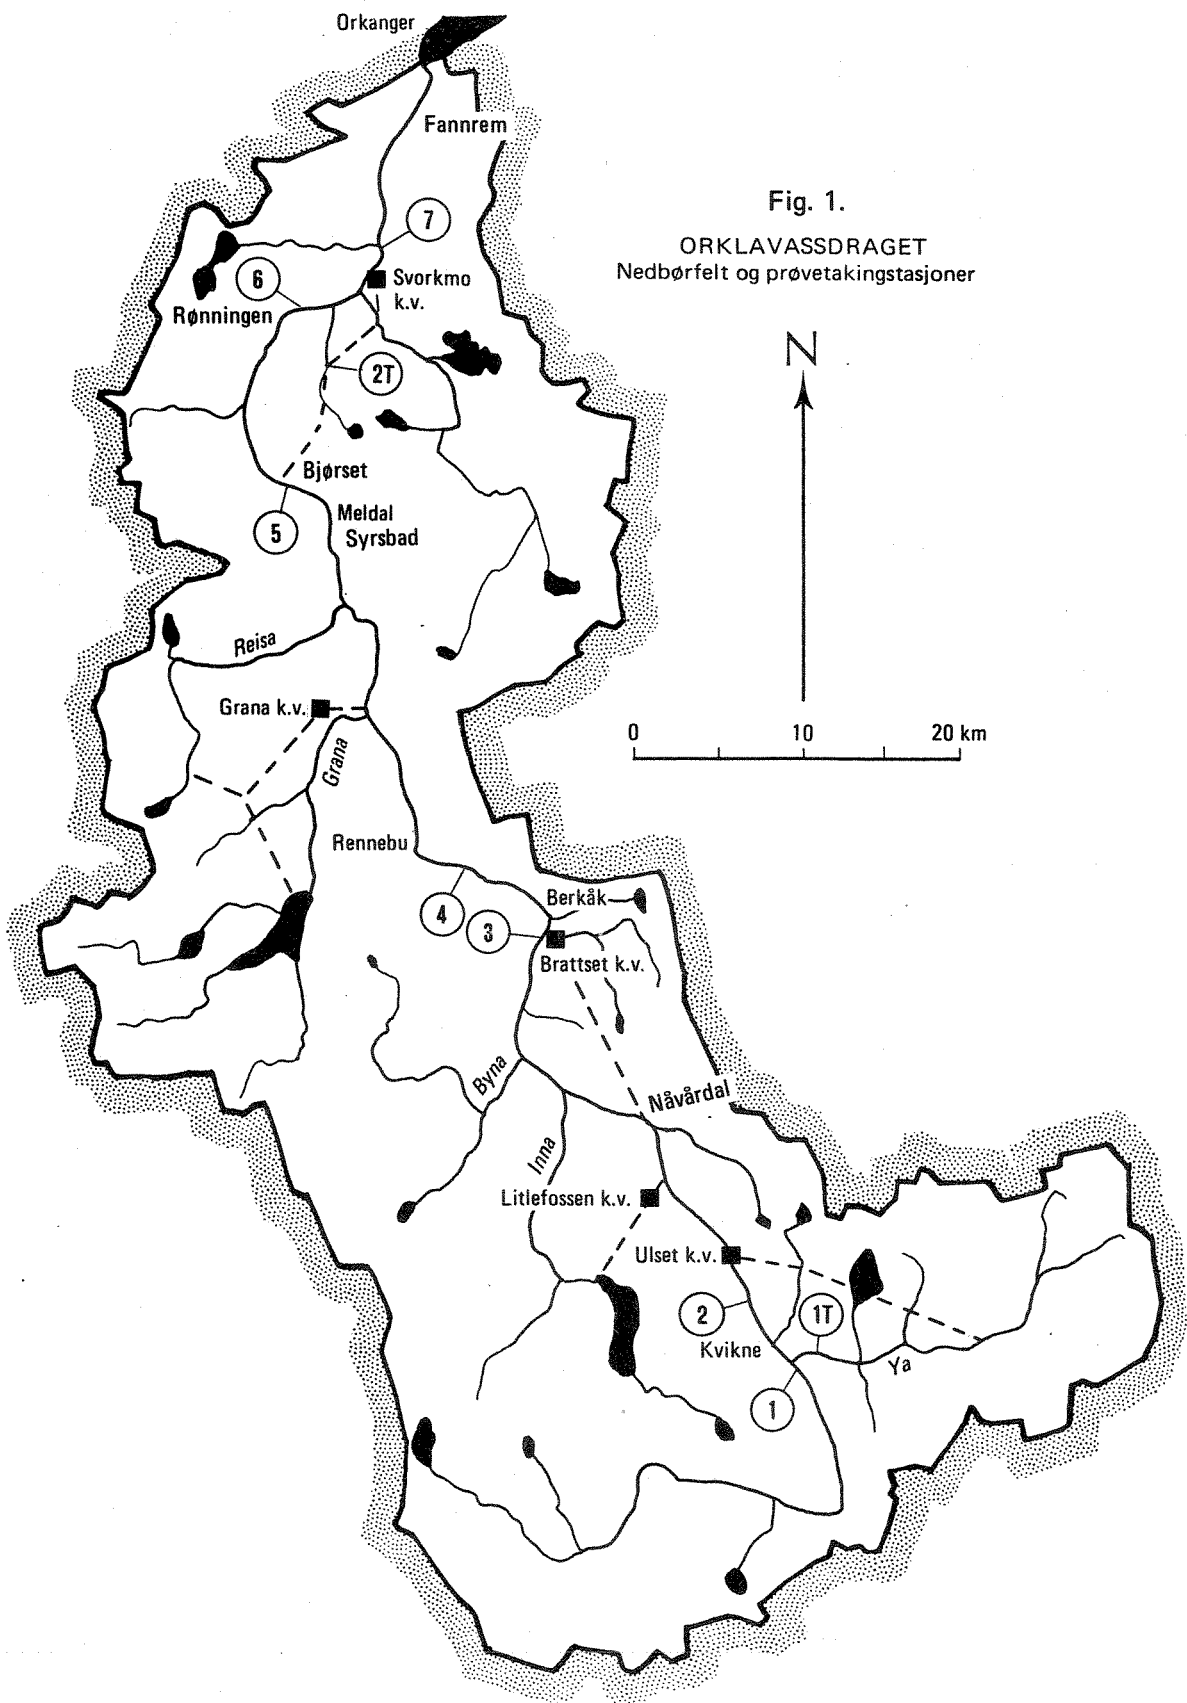 Orkanger
Fannrem
Fig. 1.
ORKLAVASSDRAGET
Nedbørfelt og prøvetakingstasjoner
7
6
Svorkmo
k.v.
Rønningen
N
2T
Bjørset
5
Meldal
Syrsbad
Reisa
Grana k.v.
0 10 20 km
Grana
Rennebu
Berkåk
4
3
Brattset k.v.
Byna
Nåvårdal
Inna
Litlefossen k.v.
Ulset k.v.
2
1T
Kvikne
Ya
1